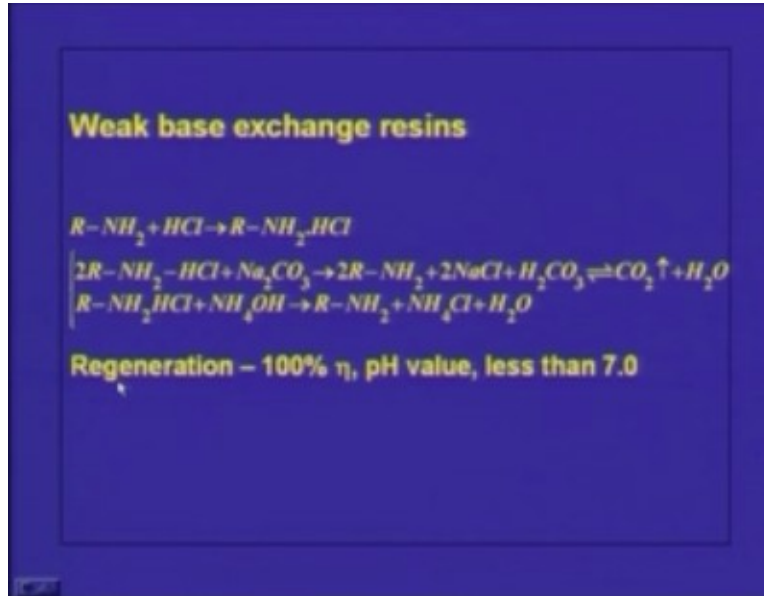 Weak base exchange resins
R–NH₂+HCl→R–NH₂.HCl
2R–NH₂–HCl+Na₂CO₃→2R–NH₂+2NaCl+H₂CO₃⇌CO₂↑+H₂O
R–NH₂HCl+NH₄OH→R–NH₂+NH₄Cl+H₂O
Regeneration – 100% η, pH value, less than 7.0